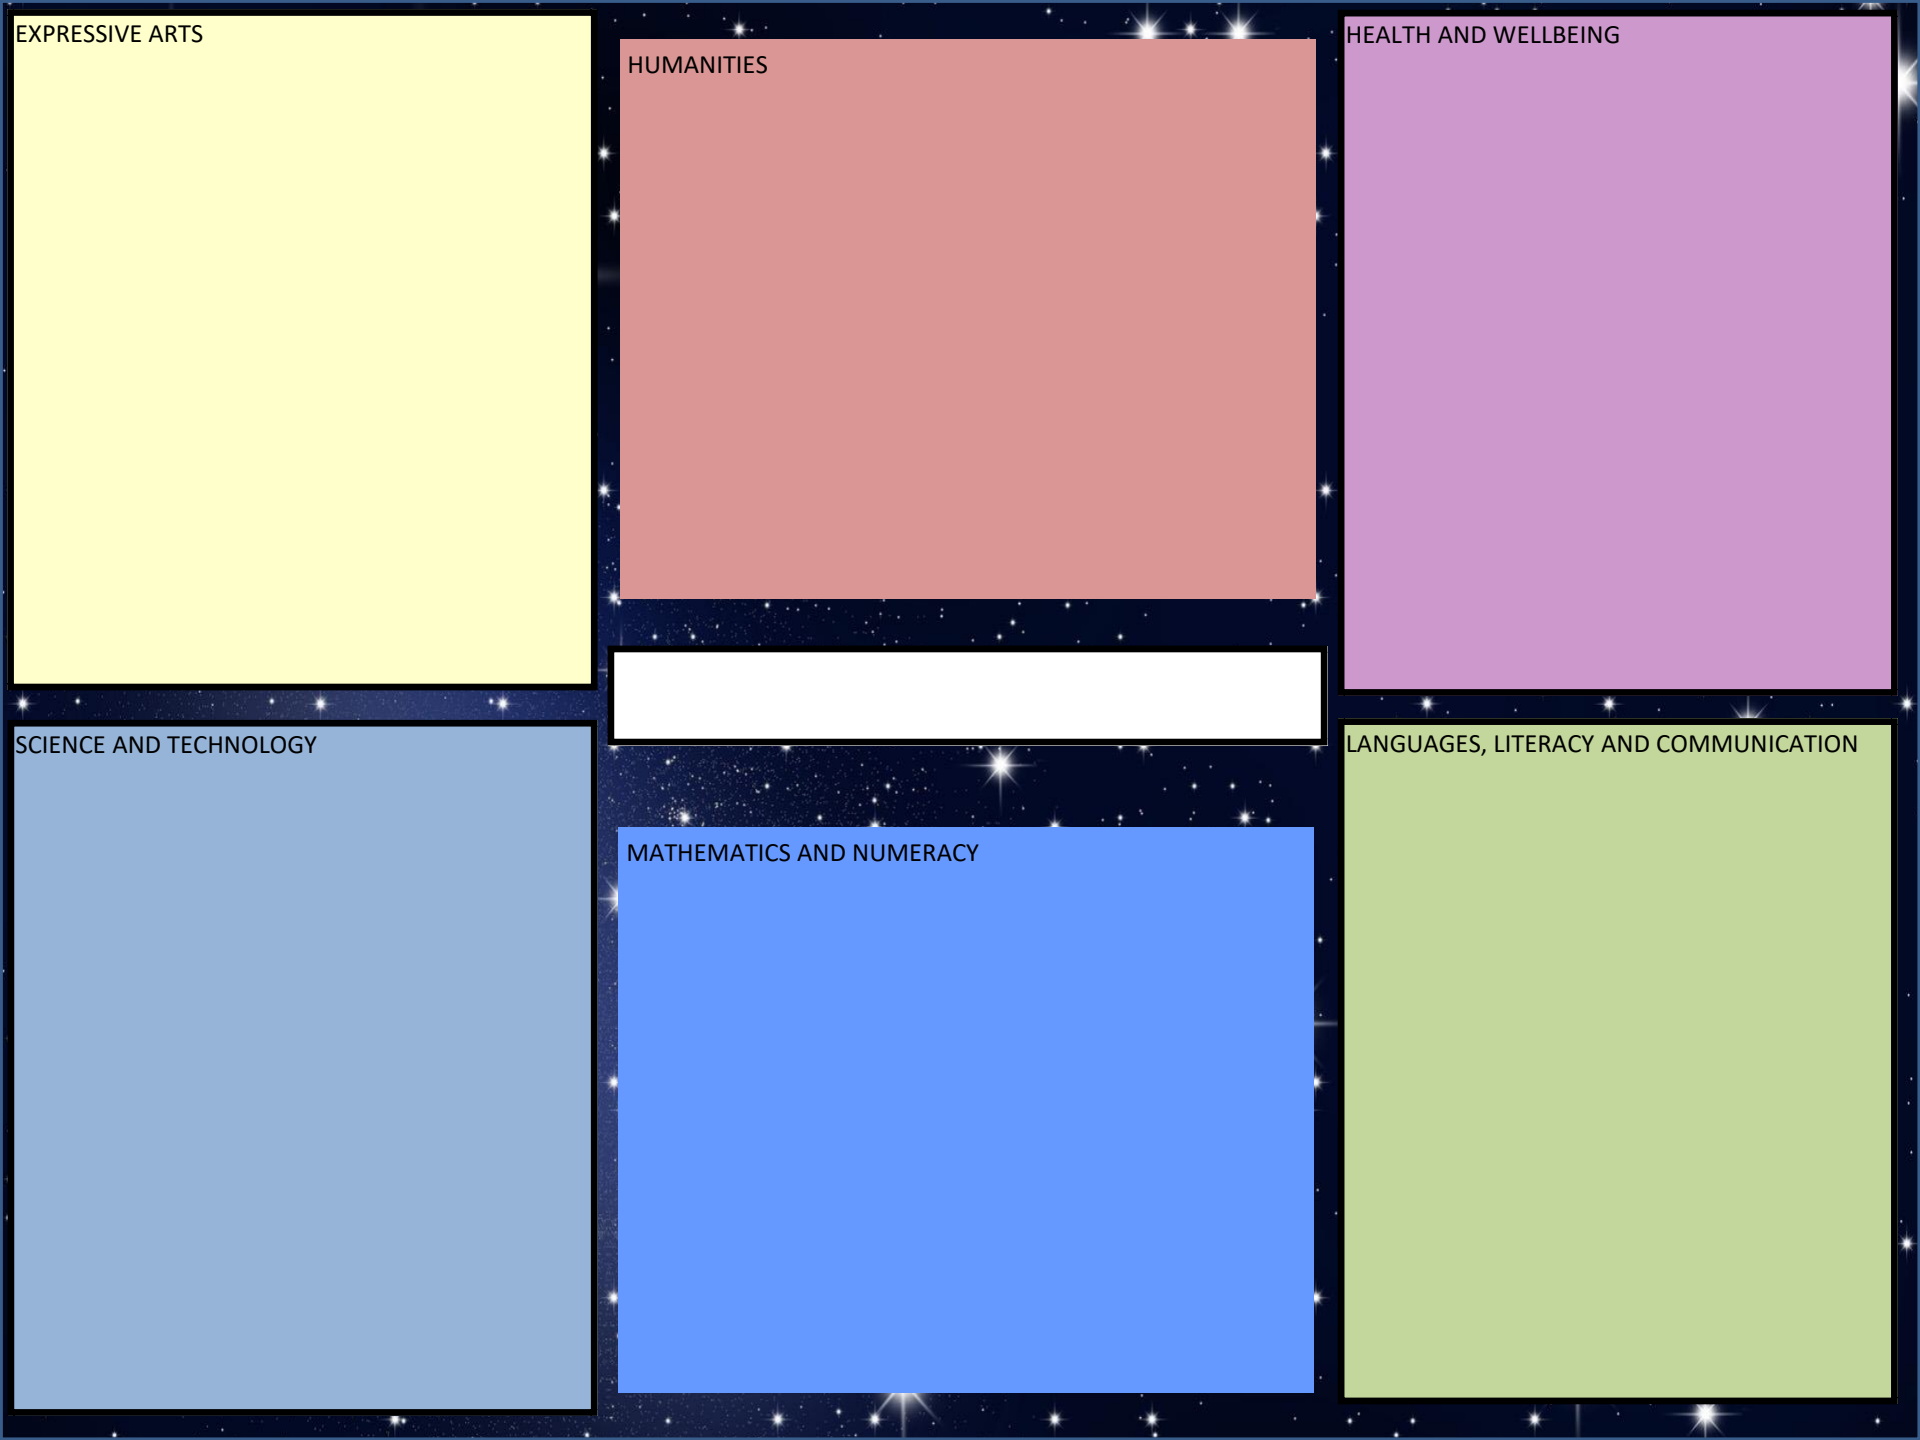 EXPRESSIVE ARTS
HUMANITIES
HEALTH AND WELLBEING
SCIENCE AND TECHNOLOGY
MATHEMATICS AND NUMERACY
LANGUAGES, LITERACY AND COMMUNICATION